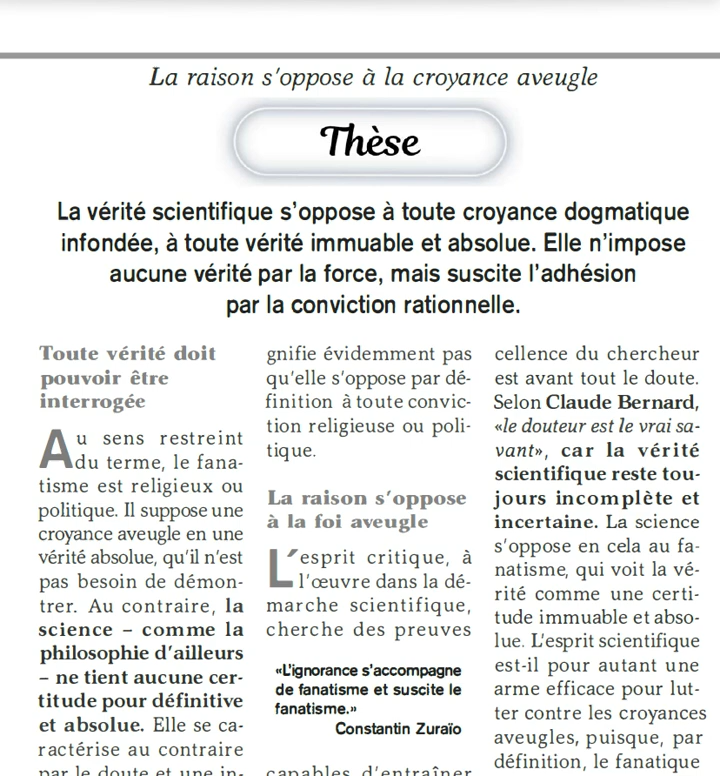 La raison s'oppose à la croyance aveugle
Thèse
La vérité scientifique s'oppose à toute croyance dogmatique
infondée, à toute vérité immuable et absolue. Elle n'impose
aucune vérité par la force, mais suscite l'adhésion
par la conviction rationnelle.
Toute vérité doit
pouvoir être
interrogée
Au sens restreint
du terme, le fana-
tisme est religieux ou
politique. Il suppose une
croyance aveugle en une
vérité absolue, qu'il n'est
pas besoin de démon-
trer. Au contraire, la
science – comme la
philosophie d'ailleurs
– ne tient aucune cer-
titude pour définitive
et absolue. Elle se ca-
ractérise au contraire
par le doute et une in-
gnifie évidemment pas
qu'elle s'oppose par dé-
finition à toute convic-
tion religieuse ou poli-
tique.
La raison s'oppose
à la foi aveugle
L'esprit critique, à
l'œuvre dans la dé-
marche scientifique,
cherche des preuves
«L'ignorance s'accompagne
de fanatisme et suscite le
fanatisme.»
Constantin Zuraïo
capables d'entraîner
cellence du chercheur
est avant tout le doute.
Selon Claude Bernard,
«le douteur est le vrai sa-
vant», car la vérité
scientifique reste tou-
jours incomplète et
incertaine. La science
s'oppose en cela au fa-
natisme, qui voit la vé-
rité comme une certi-
tude immuable et abso-
lue. L'esprit scientifique
est-il pour autant une
arme efficace pour lut-
ter contre les croyances
aveugles, puisque, par
définition, le fanatique